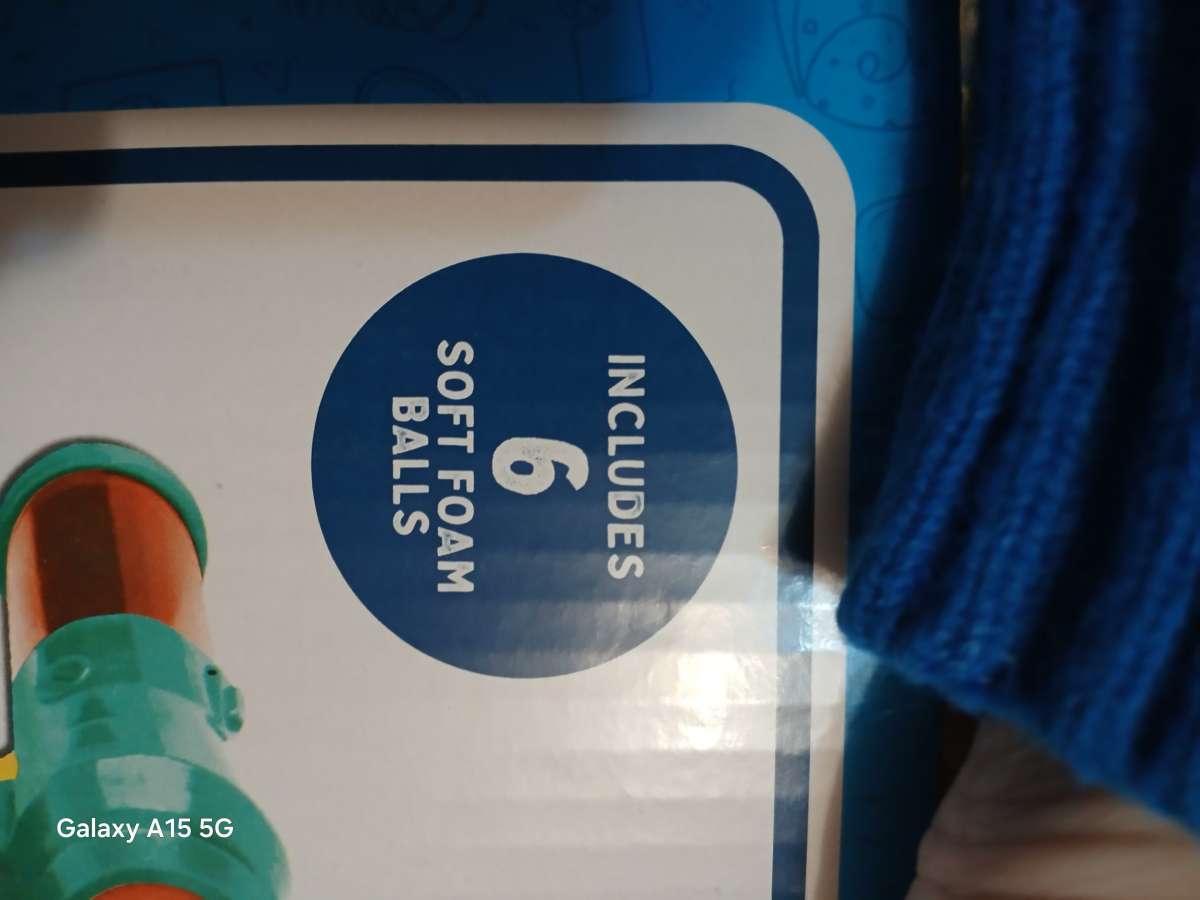 INCLUDES
6
SOFT FOAM
BALLS
Galaxy A15 5G